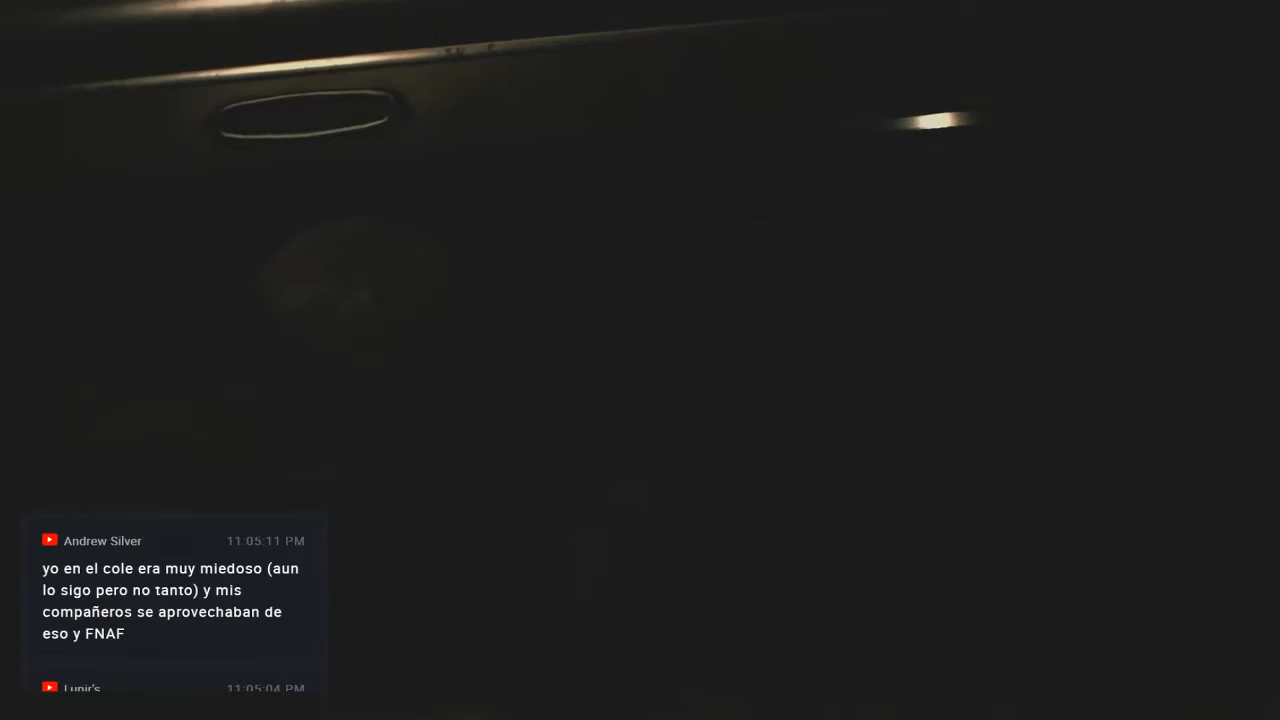 Andrew Silver 11:05:11 PM
yo en el cole era muy miedoso (aun
lo sigo pero no tanto) y mis
compañeros se aprovechaban de
eso y FNAF
Lunir's 11:05:04 PM